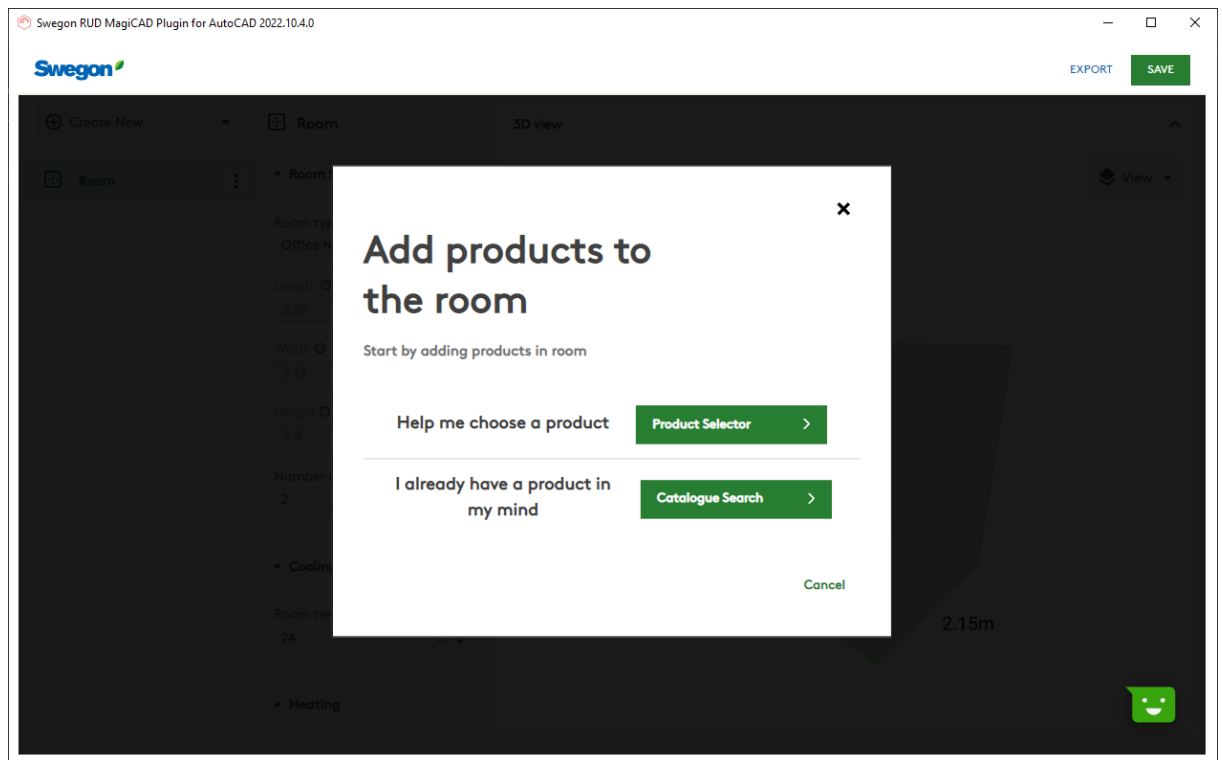 Swegon RUD MagiCAD Plugin for AutoCAD 2022.10.4.0
Swegon
EXPORT
SAVE
Create New
Room
3D view
Room
Room
View
Room
Office
Length
2.89
Width
2.15
Height
2.8
Number
2
Add products to
the room
Start by adding products in room
Help me choose a product
Product Selector
I already have a product in
my mind
Catalogue Search
Cancel
Room
24
2.15m
Heating